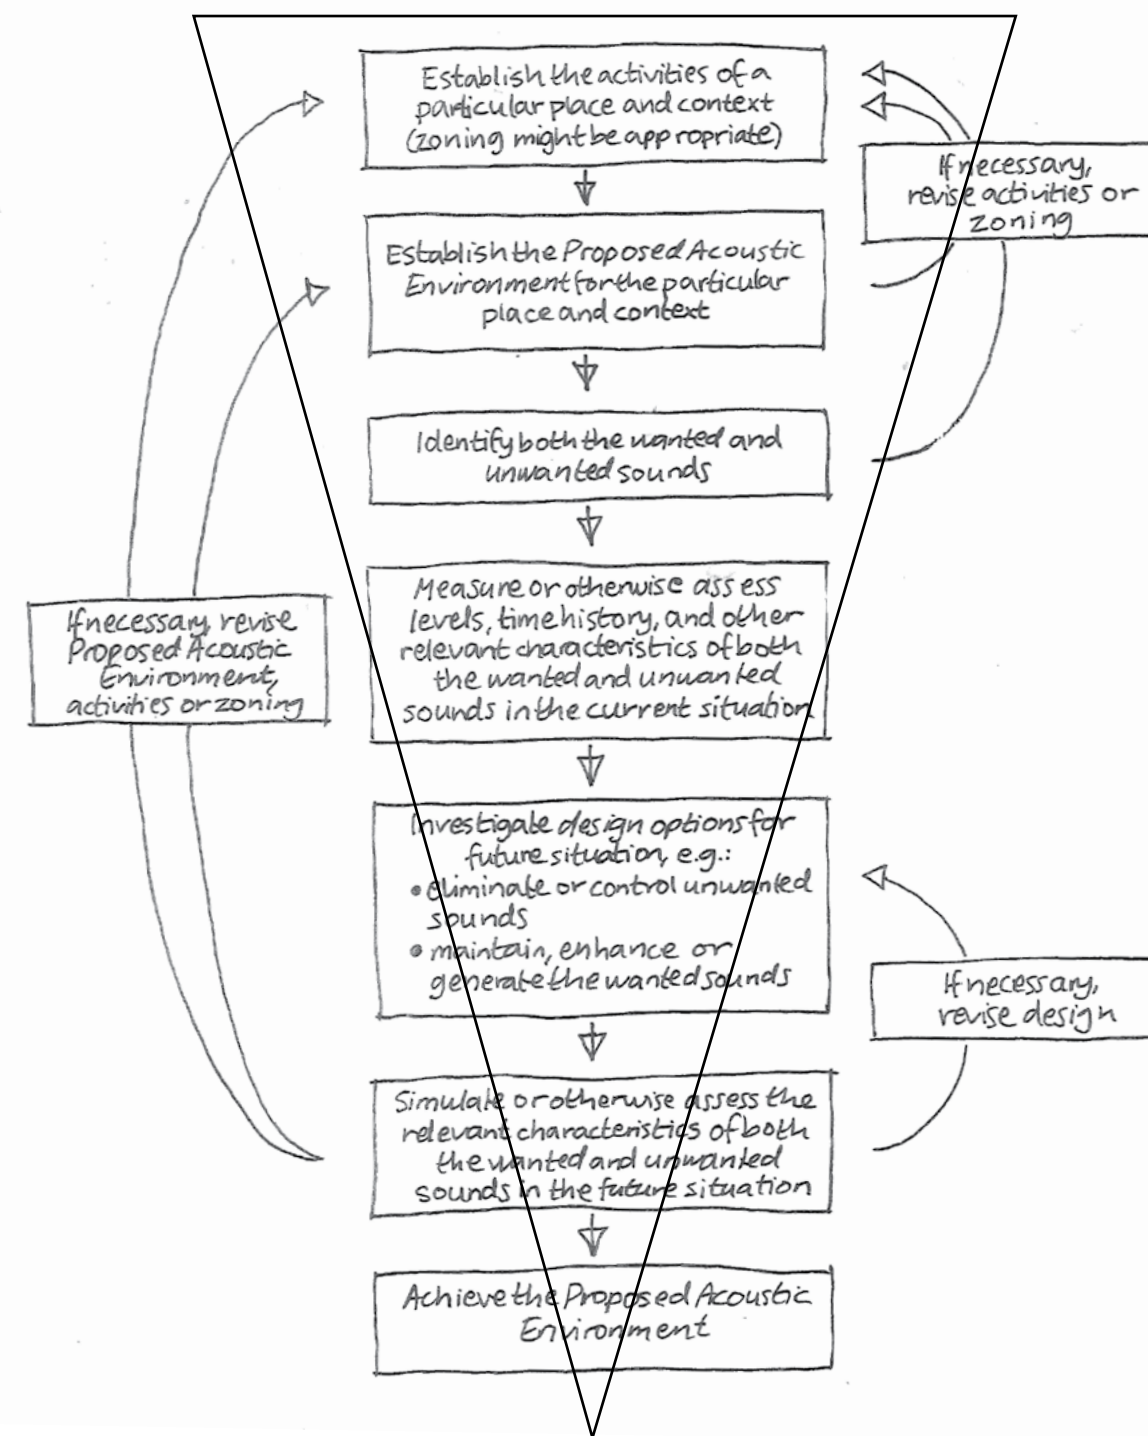 Establish the activities of a
particular place and context
(zoning might be appropriate)
If necessary,
revise activities or
zoning
Establish the Proposed Acoustic
Environment for the particular
place and context
Identify both the wanted and
unwanted sounds
Measure or otherwise assess
levels, time history, and other
relevant characteristics of both
the wanted and unwanted
sounds in the current situation
If necessary, revise
Proposed Acoustic
Environment,
activities or zoning
Investigate design options for
future situation, e.g.:
• eliminate or control unwanted
sounds
• maintain, enhance or
generate the wanted sounds
If necessary,
revise design
Simulate or otherwise assess the
relevant characteristics of both
the wanted and unwanted
sounds in the future situation
Achieve the Proposed Acoustic
Environment